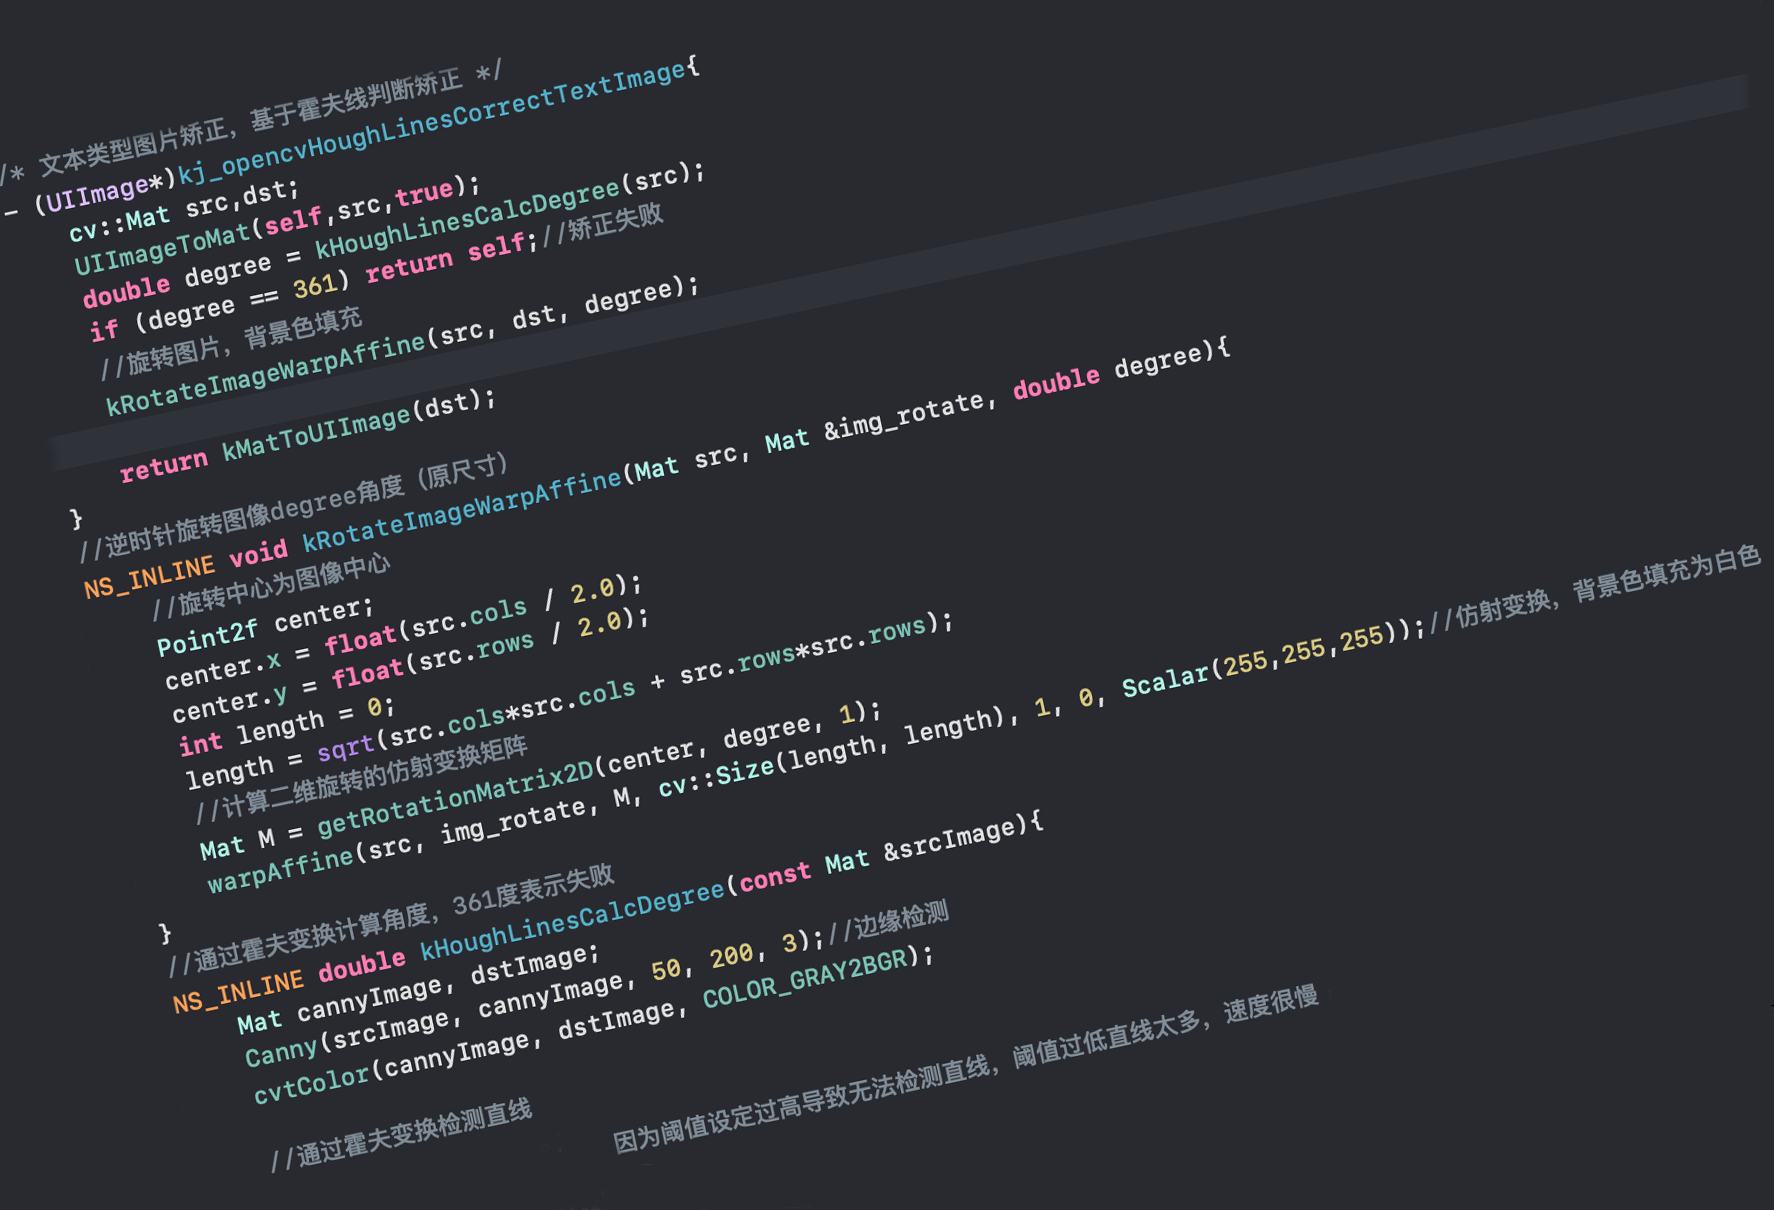 /* 文本类型图片矫正，基于霍夫线判断矫正 */
- (UIImage*)kj_opencvHoughLinesCorrectTextImage{
cv::Mat src,dst;
UIImageToMat(self,src,true);
double degree = kHoughLinesCalcDegree(src);
if (degree == 361) return self;//矫正失败
//旋转图片，背景色填充
kRotateImageWarpAffine(src, dst, degree);
return kMatToUIImage(dst);
}
//逆时针旋转图像degree角度（原尺寸）
NS_INLINE void kRotateImageWarpAffine(Mat src, Mat &img_rotate, double degree){
//旋转中心为图像中心
Point2f center;
center.x = float(src.cols / 2.0);
center.y = float(src.rows / 2.0);
int length = 0;
length = sqrt(src.cols*src.cols + src.rows*src.rows);
//计算二维旋转的仿射变换矩阵
Mat M = getRotationMatrix2D(center, degree, 1);
warpAffine(src, img_rotate, M, cv::Size(length, length), 1, 0, Scalar(255,255,255));//仿射变换，背景色填充为白色
}
//通过霍夫变换计算角度，361度表示失败
NS_INLINE double kHoughLinesCalcDegree(const Mat &srcImage){
Mat cannyImage, dstImage;
Canny(srcImage, cannyImage, 50, 200, 3);//边缘检测
cvtColor(cannyImage, dstImage, COLOR_GRAY2BGR);
//通过霍夫变换检测直线
因为阈值设定过高导致无法检测直线，阈值过低直线太多，速度很慢